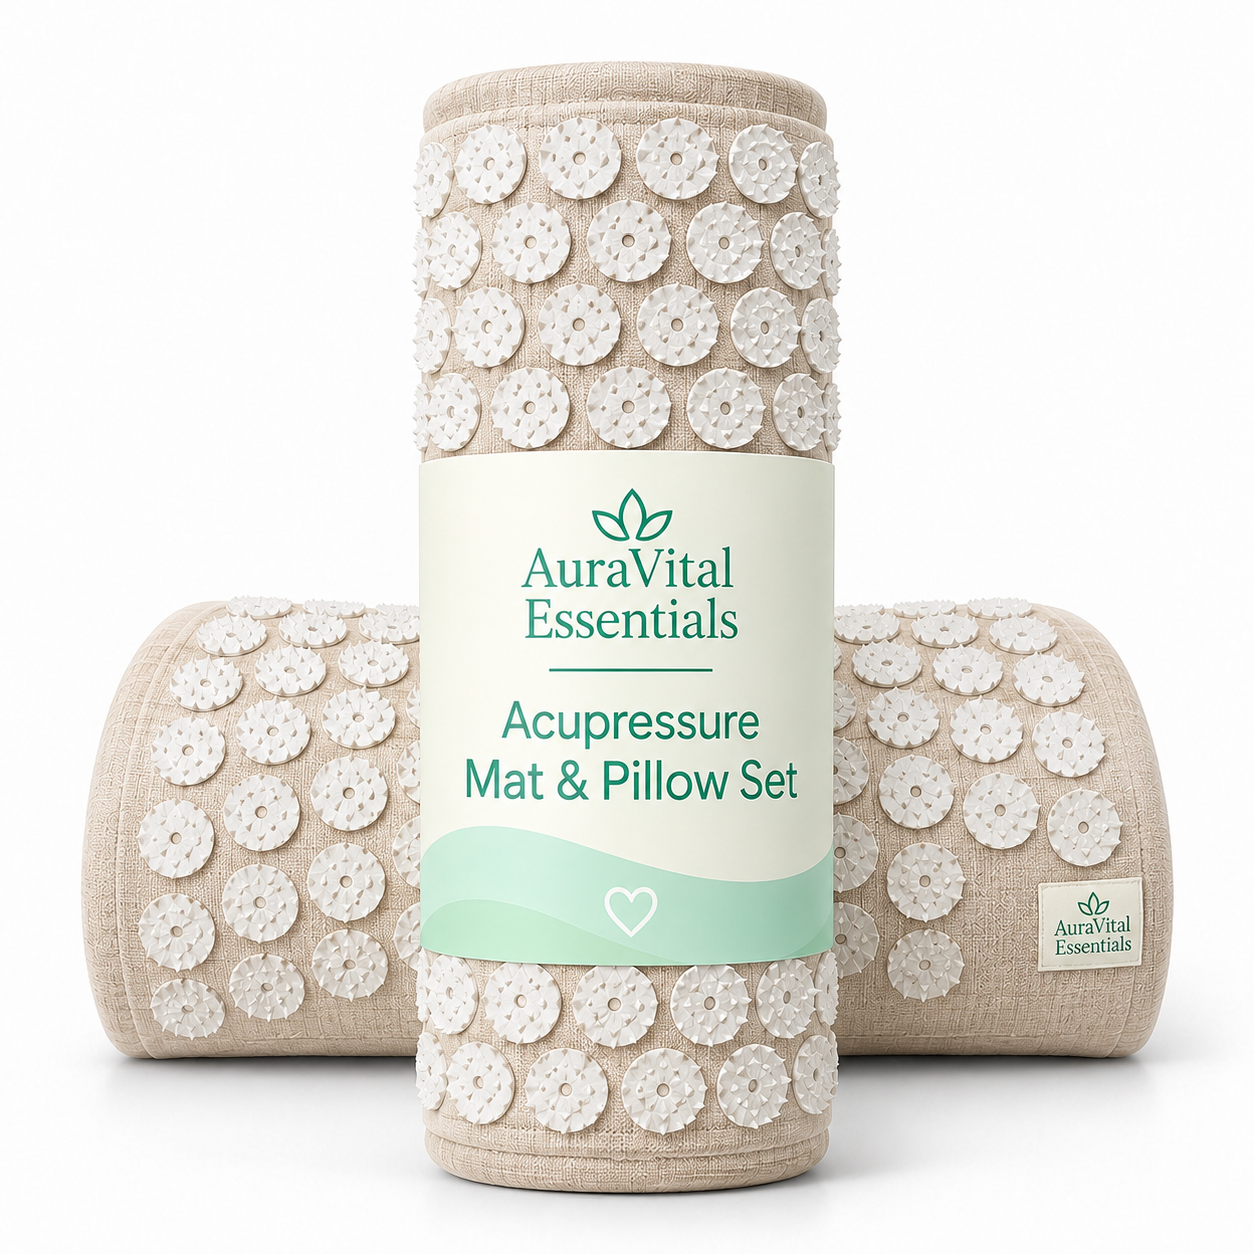 AuraVital
Essentials
Acupressure
Mat & Pillow Set
AuraVital
Essentials